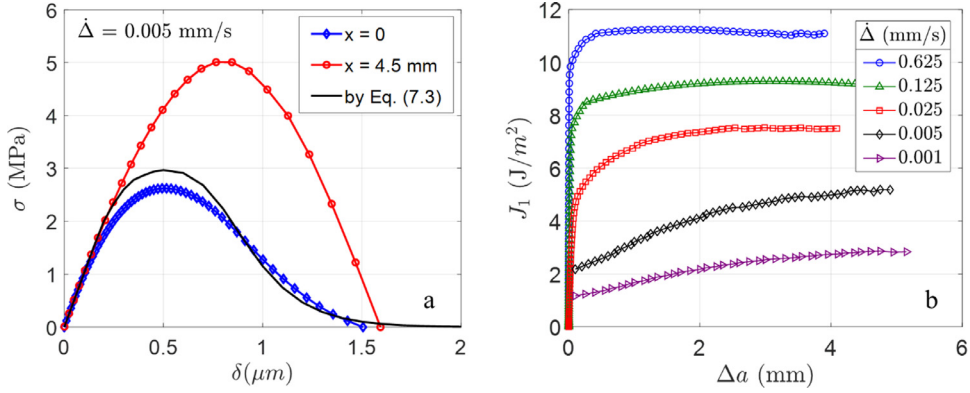 Δ̇ = 0.005 mm/s
x = 0
x = 4.5 mm
by Eq. (7.3)
6
5
4
3
2
1
0
σ (MPa)
a
0 0.5 1 1.5 2
δ(μm)
Δ̇ (mm/s)
0.625
0.125
0.025
0.005
0.001
12
10
8
6
4
2
0
J₁ (J/m²)
b
0 2 4 6
Δa (mm)